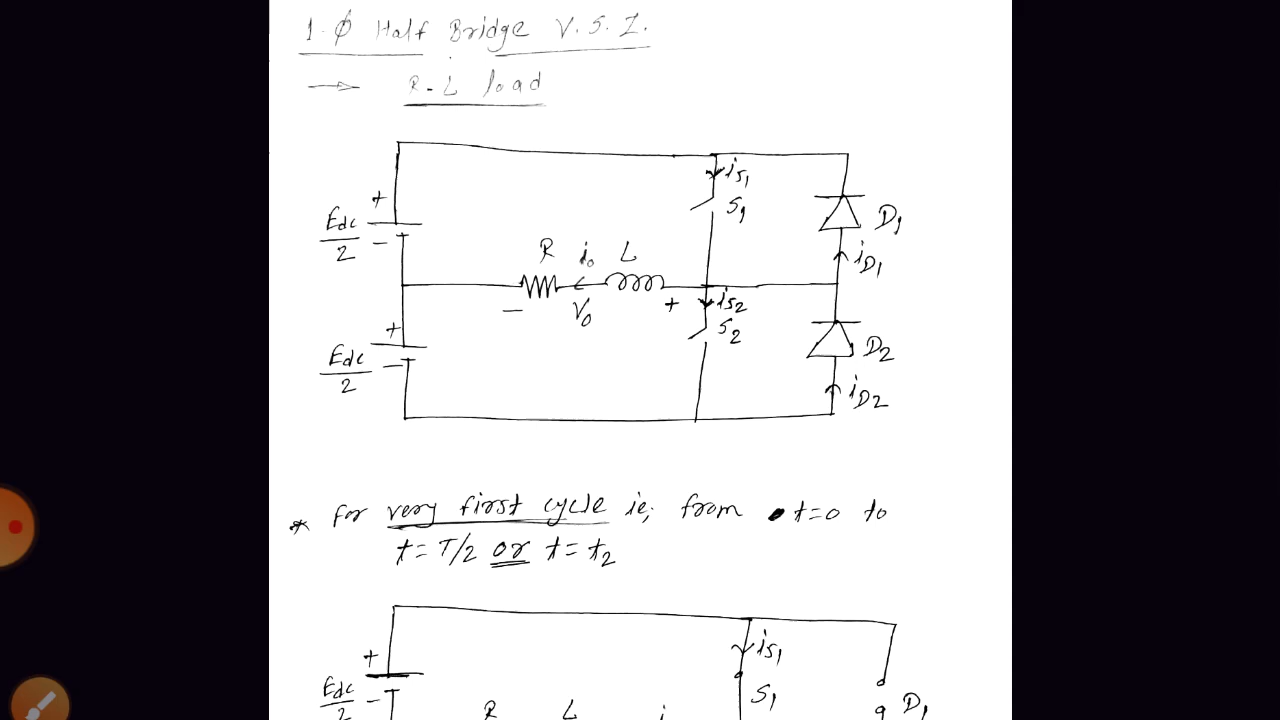 1-ϕ Half Bridge V.S.I.
→ R-L load
+
Edc/2
-
R i₀ L
- V₀ +
iS1
S1
D1
iD1
iS2
S2
+
Edc/2
-
D2
iD2
* For very first cycle ie; from t=0 to
t=T/2 or t=t₂
+
Edc/2
-
iS1
S1
D1
R L i